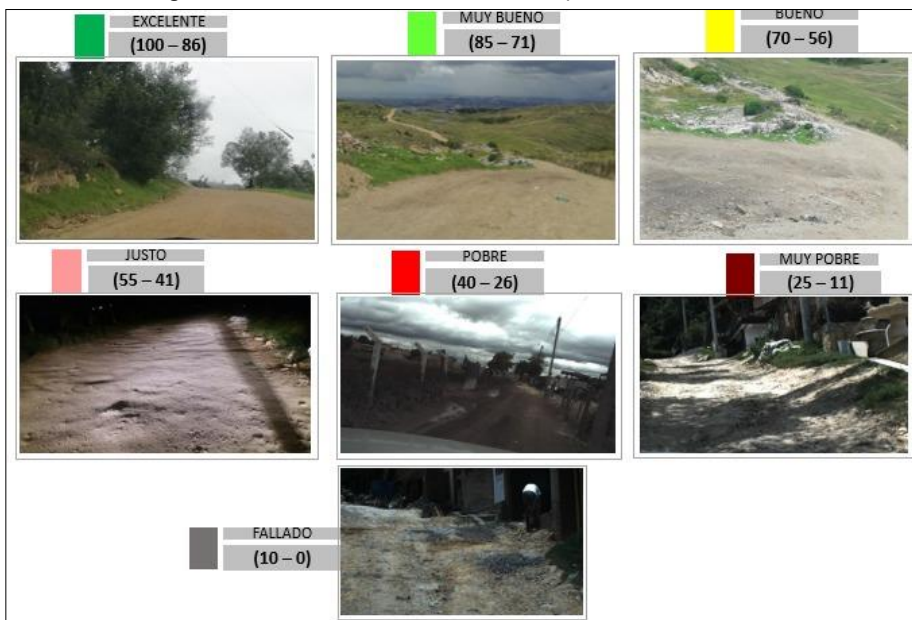 EXCELENTE
(100 – 86)
MUY BUENO
(85 – 71)
BUENO
(70 – 56)
JUSTO
(55 – 41)
POBRE
(40 – 26)
MUY POBRE
(25 – 11)
FALLADO
(10 – 0)